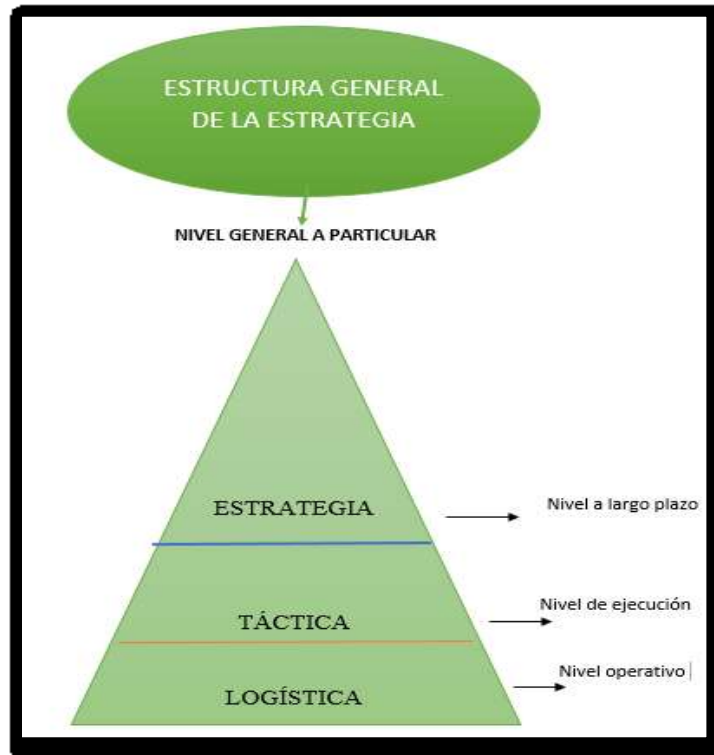 ESTRUCTURA GENERAL
DE LA ESTRATEGIA
NIVEL GENERAL A PARTICULAR
ESTRATEGIA
Nivel a largo plazo
TÁCTICA
Nivel de ejecución
LOGÍSTICA
Nivel operativo